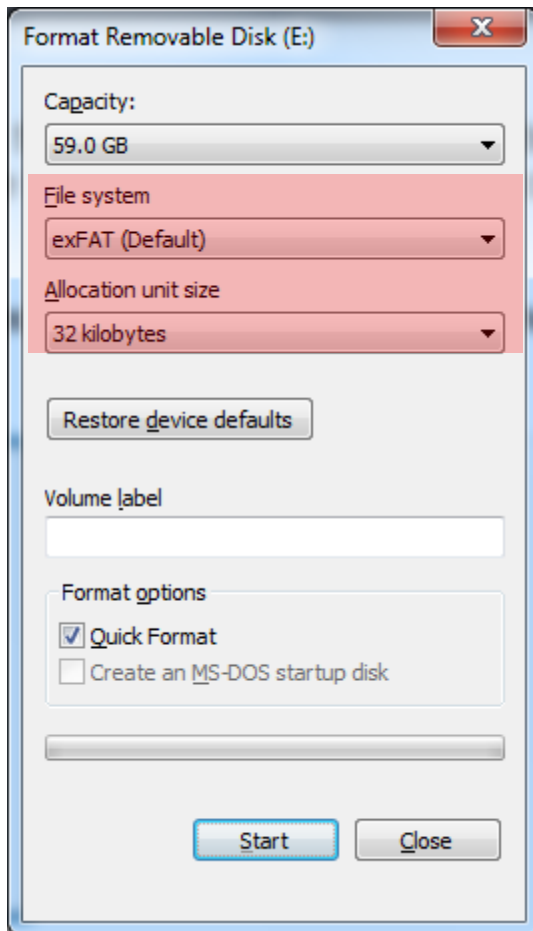 Format Removable Disk (E:)
Capacity:
59.0 GB
File system
exFAT (Default)
Allocation unit size
32 kilobytes
Restore device defaults
Volume label
Format options
Quick Format
Create an MS-DOS startup disk
Start
Close